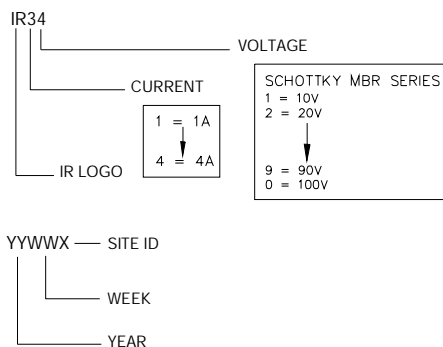 IR34
VOLTAGE
CURRENT
IR LOGO
1 = 1A
4 = 4A
SCHOTTKY MBR SERIES
1 = 10V
2 = 20V
9 = 90V
0 = 100V
YYWWX
SITE ID
WEEK
YEAR